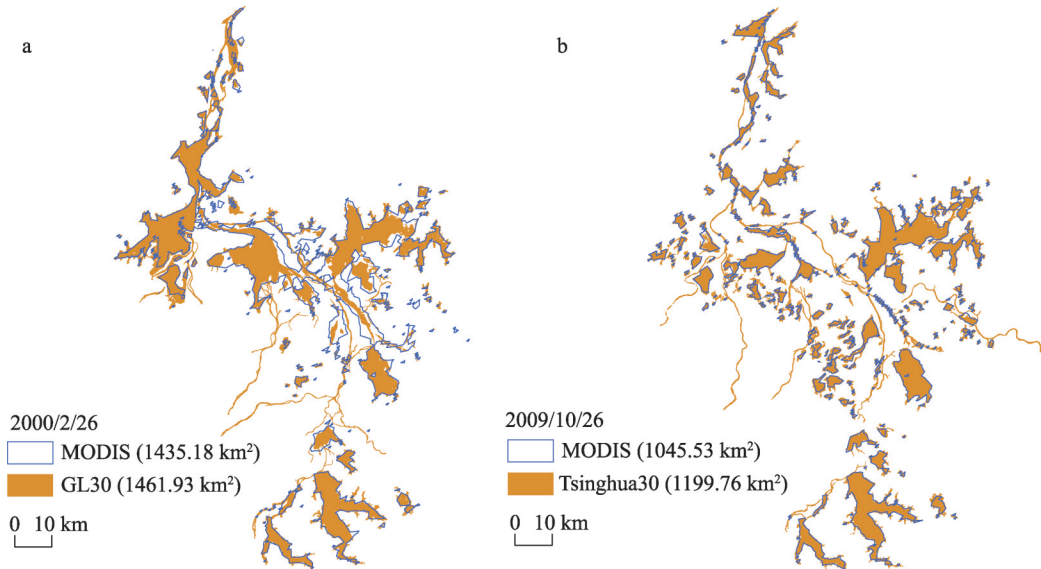 a
2000/2/26
MODIS (1435.18 km²)
GL30 (1461.93 km²)
0 10 km
b
2009/10/26
MODIS (1045.53 km²)
Tsinghua30 (1199.76 km²)
0 10 km